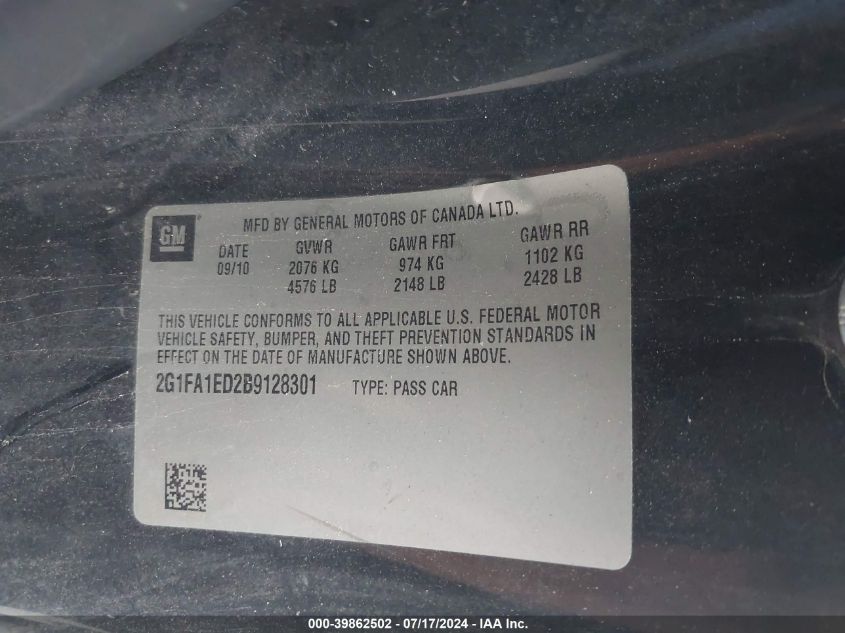 GM
MFD BY GENERAL MOTORS OF CANADA LTD.
DATE GVWR GAWR FRT GAWR RR
09/10 2076 KG 974 KG 1102 KG
4576 LB 2148 LB 2428 LB
THIS VEHICLE CONFORMS TO ALL APPLICABLE U.S. FEDERAL MOTOR
VEHICLE SAFETY, BUMPER, AND THEFT PREVENTION STANDARDS IN
EFFECT ON THE DATE OF MANUFACTURE SHOWN ABOVE.
2G1FA1ED2B9128301 TYPE: PASS CAR
000-39862502 - 07/17/2024 - IAA Inc.